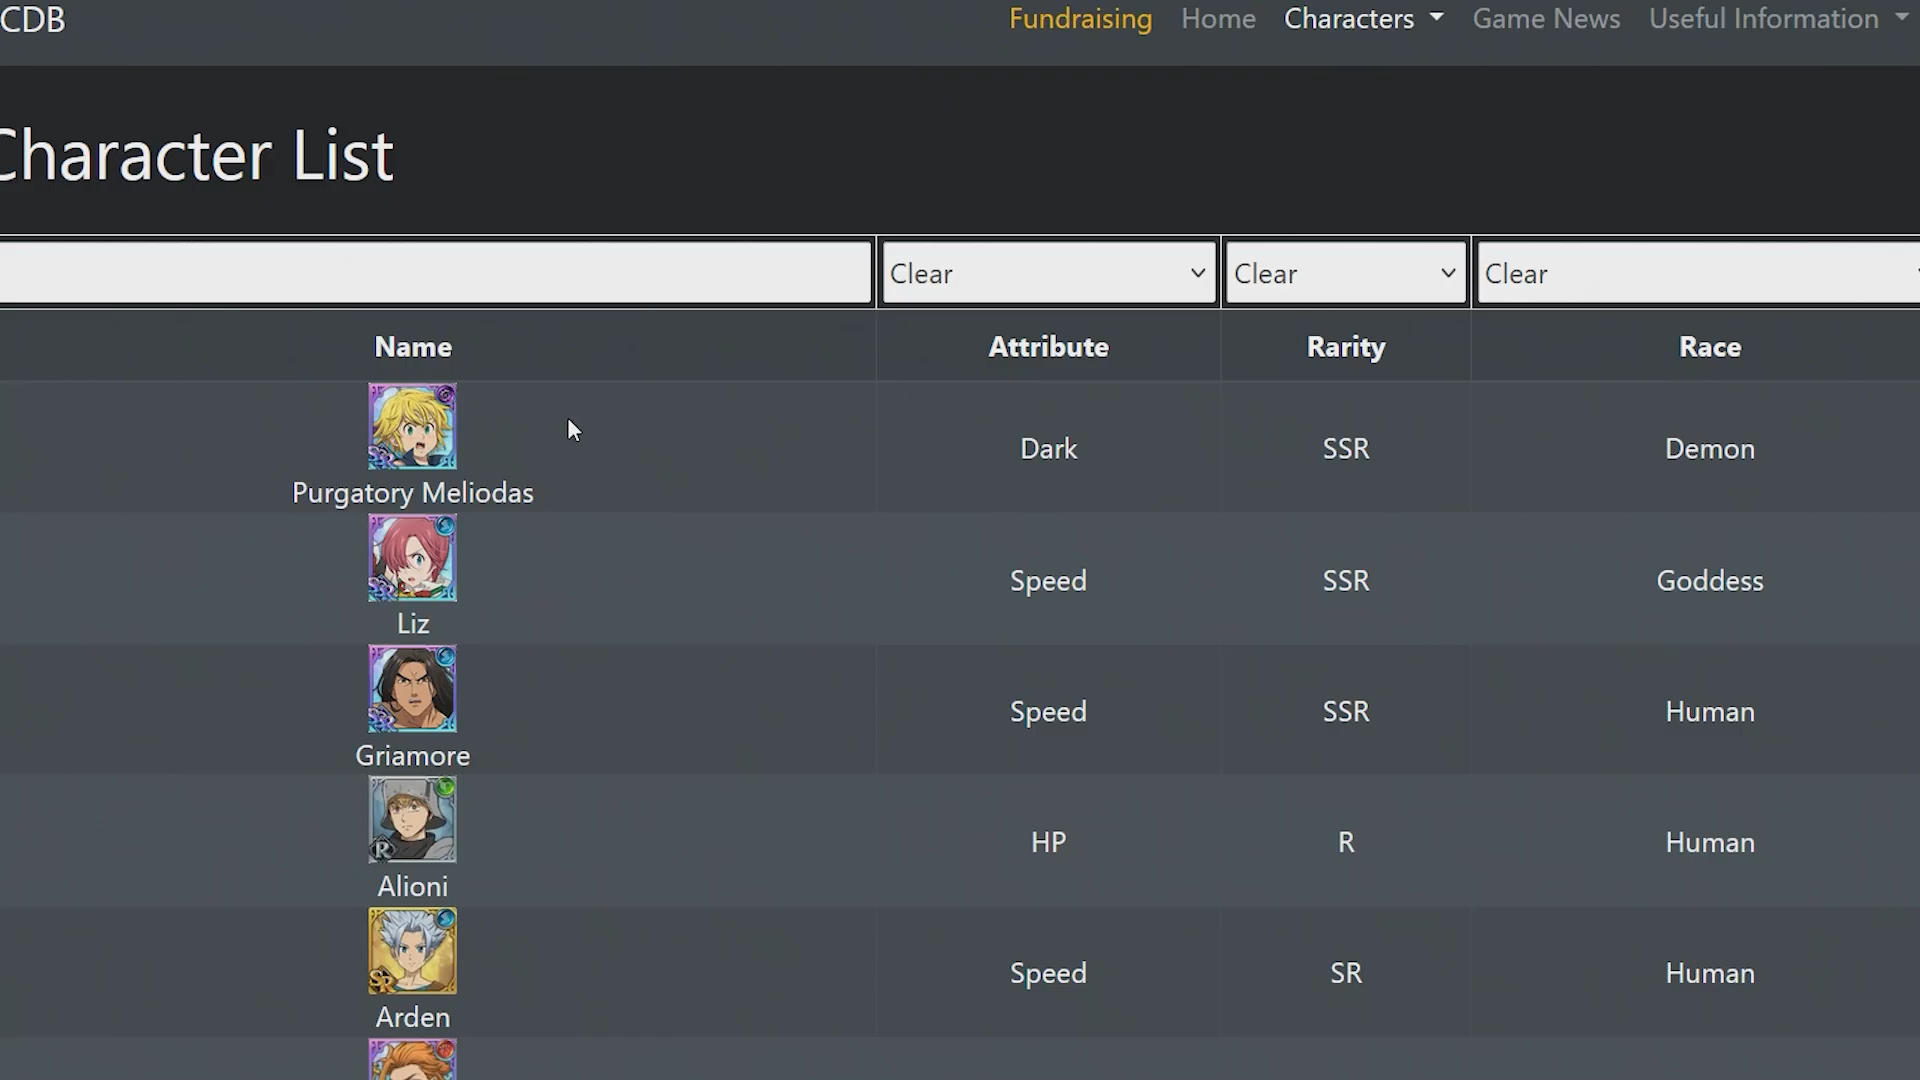 CDB Fundraising Home Characters Game News Useful Information
Character List
Clear Clear Clear
Name Attribute Rarity Race
Dark SSR Demon
Purgatory Meliodas
Speed SSR Goddess
Liz
Speed SSR Human
Griamore
HP R Human
R
Alioni
Speed SR Human
SR
Arden